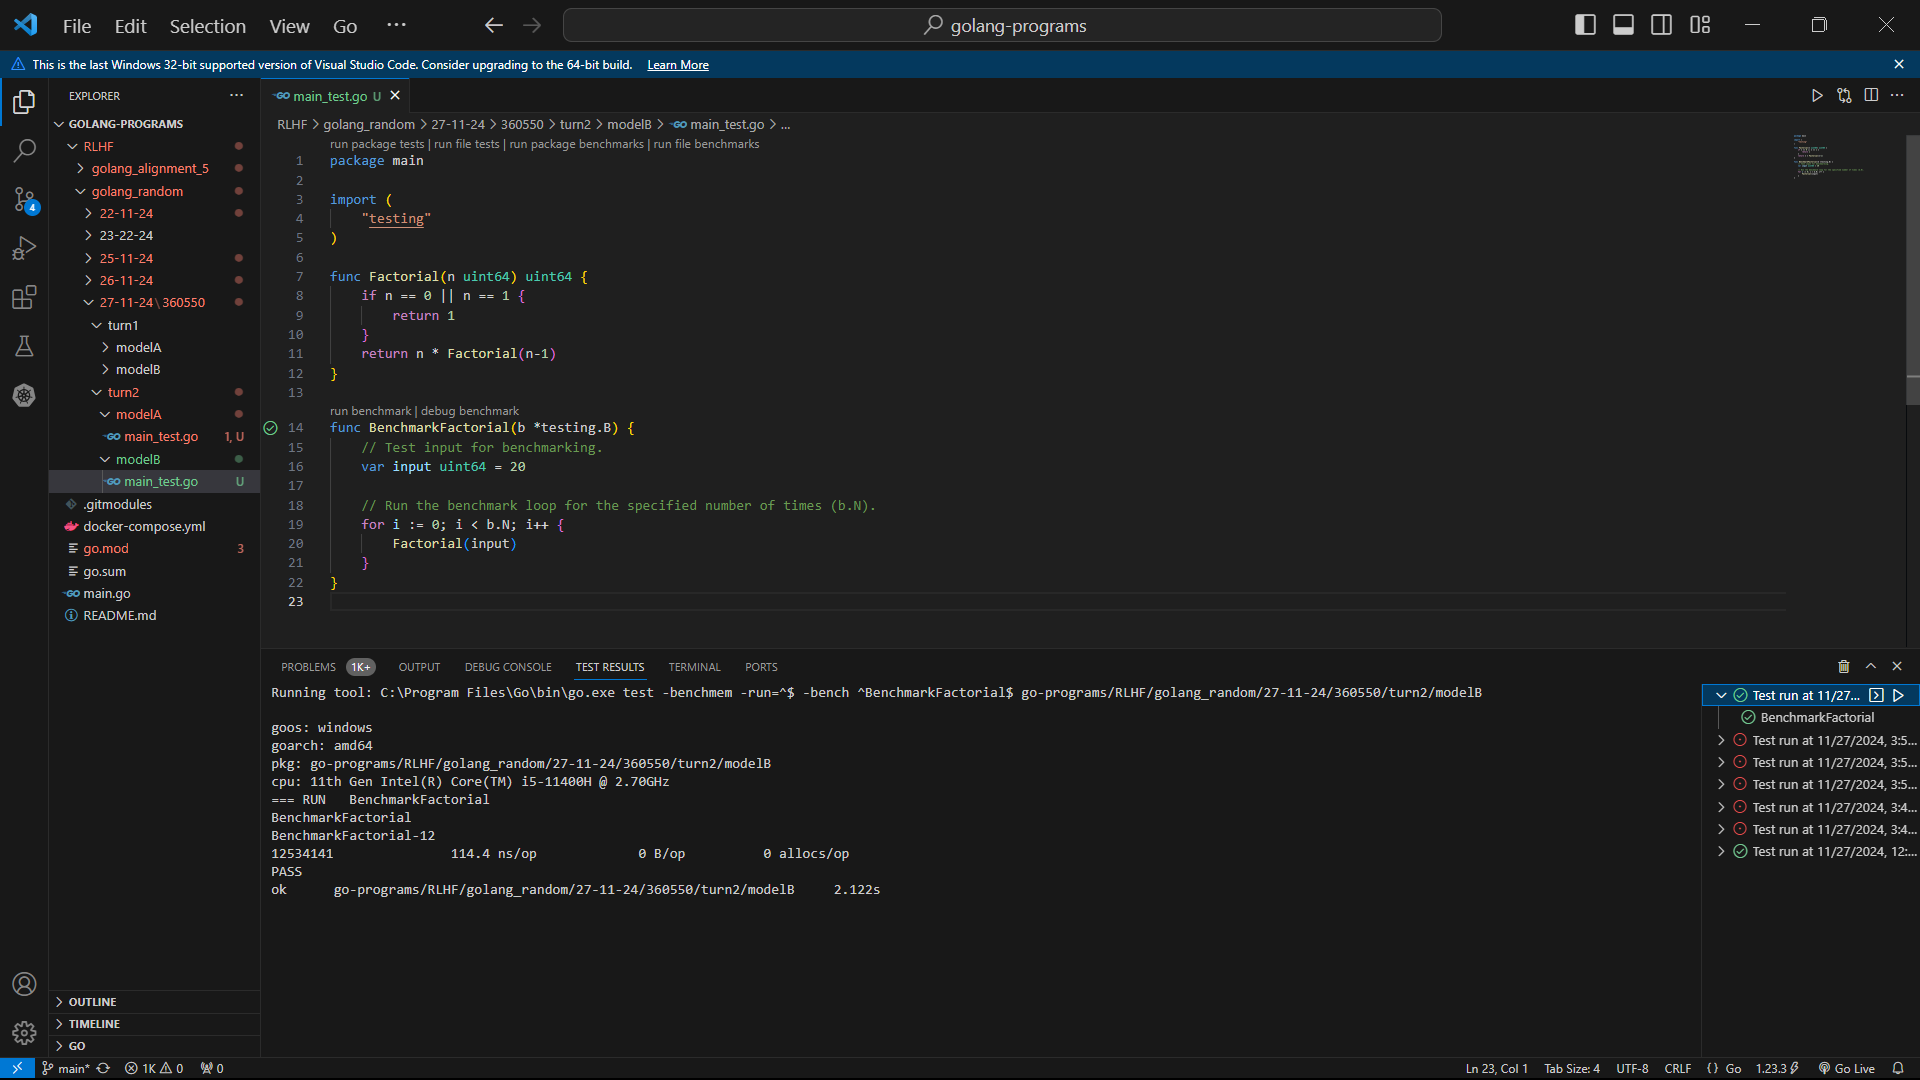 File Edit Selection View Go ··· golang-programs
This is the last Windows 32-bit supported version of Visual Studio Code. Consider upgrading to the 64-bit build. Learn More
EXPLORER ···
GOLANG-PROGRAMS
RLHF
golang_alignment_5
golang_random
22-11-24
23-22-24
25-11-24
26-11-24
27-11-24\360550
turn1
modelA
modelB
turn2
modelA
GO main_test.go 1, U
modelB
GO main_test.go U
.gitmodules
docker-compose.yml
go.mod 3
go.sum
GO main.go
README.md
OUTLINE
TIMELINE
GO
4
GO main_test.go U
RLHF > golang_random > 27-11-24 > 360550 > turn2 > modelB > GO main_test.go > ...
run package tests | run file tests | run package benchmarks | run file benchmarks
1 package main
2
3 import (
4 "testing"
5 )
6
7 func Factorial(n uint64) uint64 {
8 if n == 0 || n == 1 {
9 return 1
10 }
11 return n * Factorial(n-1)
12 }
13
run benchmark | debug benchmark
14 func BenchmarkFactorial(b *testing.B) {
15 // Test input for benchmarking.
16 var input uint64 = 20
17
18 // Run the benchmark loop for the specified number of times (b.N).
19 for i := 0; i < b.N; i++ {
20 Factorial(input)
21 }
22 }
23
PROBLEMS 1K+ OUTPUT DEBUG CONSOLE TEST RESULTS TERMINAL PORTS
Running tool: C:\Program Files\Go\bin\go.exe test -benchmem -run=^$ -bench ^BenchmarkFactorial$ go-programs/RLHF/golang_random/27-11-24/360550/turn2/modelB
goos: windows
goarch: amd64
pkg: go-programs/RLHF/golang_random/27-11-24/360550/turn2/modelB
cpu: 11th Gen Intel(R) Core(TM) i5-11400H @ 2.70GHz
=== RUN BenchmarkFactorial
BenchmarkFactorial
BenchmarkFactorial-12
12534141 114.4 ns/op 0 B/op 0 allocs/op
PASS
ok go-programs/RLHF/golang_random/27-11-24/360550/turn2/modelB 2.122s
Test run at 11/27...
BenchmarkFactorial
Test run at 11/27/2024, 3:5...
Test run at 11/27/2024, 3:5...
Test run at 11/27/2024, 3:5...
Test run at 11/27/2024, 3:4...
Test run at 11/27/2024, 3:4...
Test run at 11/27/2024, 12:...
main* 1K 0 0 Ln 23, Col 1 Tab Size: 4 UTF-8 CRLF {} Go 1.23.3 Go Live